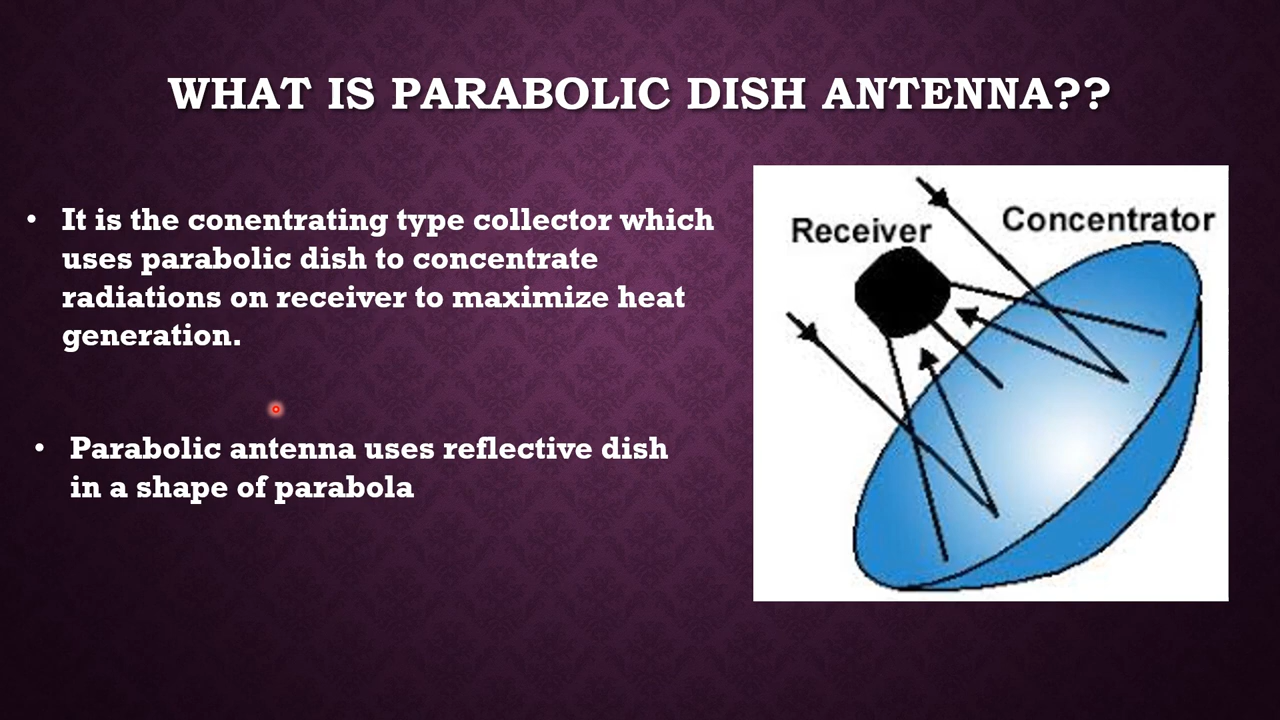 WHAT IS PARABOLIC DISH ANTENNA??
• It is the conentrating type collector which
uses parabolic dish to concentrate
radiations on receiver to maximize heat
generation.
• Parabolic antenna uses reflective dish
in a shape of parabola
Receiver
Concentrator